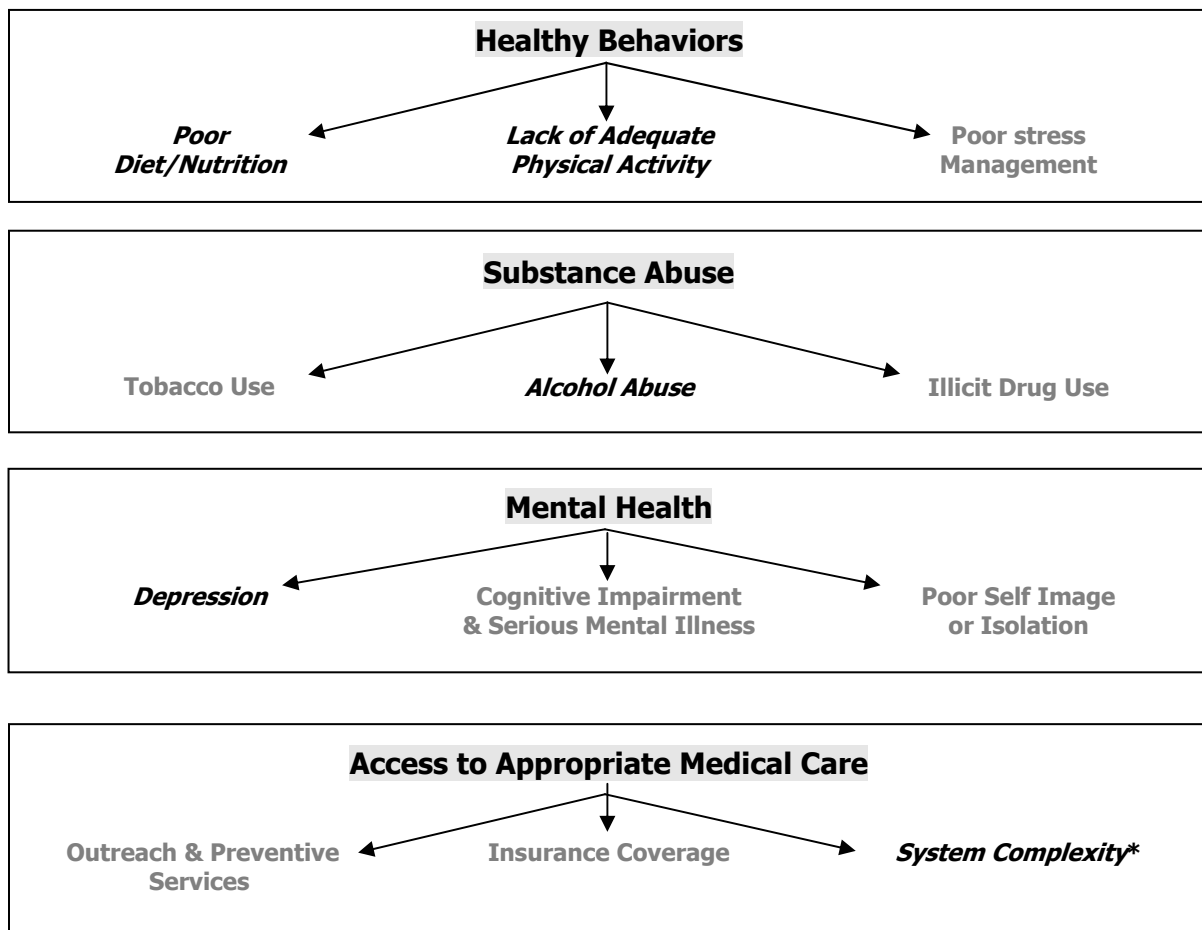 Healthy Behaviors
Poor
Diet/Nutrition
Lack of Adequate
Physical Activity
Poor stress
Management
Substance Abuse
Tobacco Use
Alcohol Abuse
Illicit Drug Use
Mental Health
Depression
Cognitive Impairment
& Serious Mental Illness
Poor Self Image
or Isolation
Access to Appropriate Medical Care
Outreach & Preventive
Services
Insurance Coverage
System Complexity*